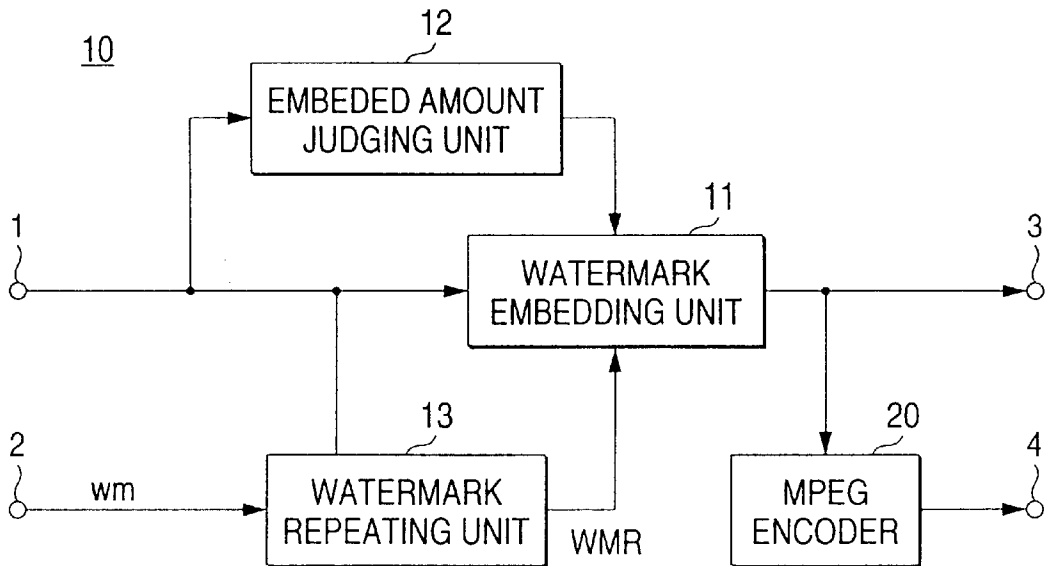 10
12
EMBEDED AMOUNT
JUDGING UNIT
1
11
3
WATERMARK
EMBEDDING UNIT
2
wm
13
WATERMARK
REPEATING UNIT
WMR
20
MPEG
ENCODER
4